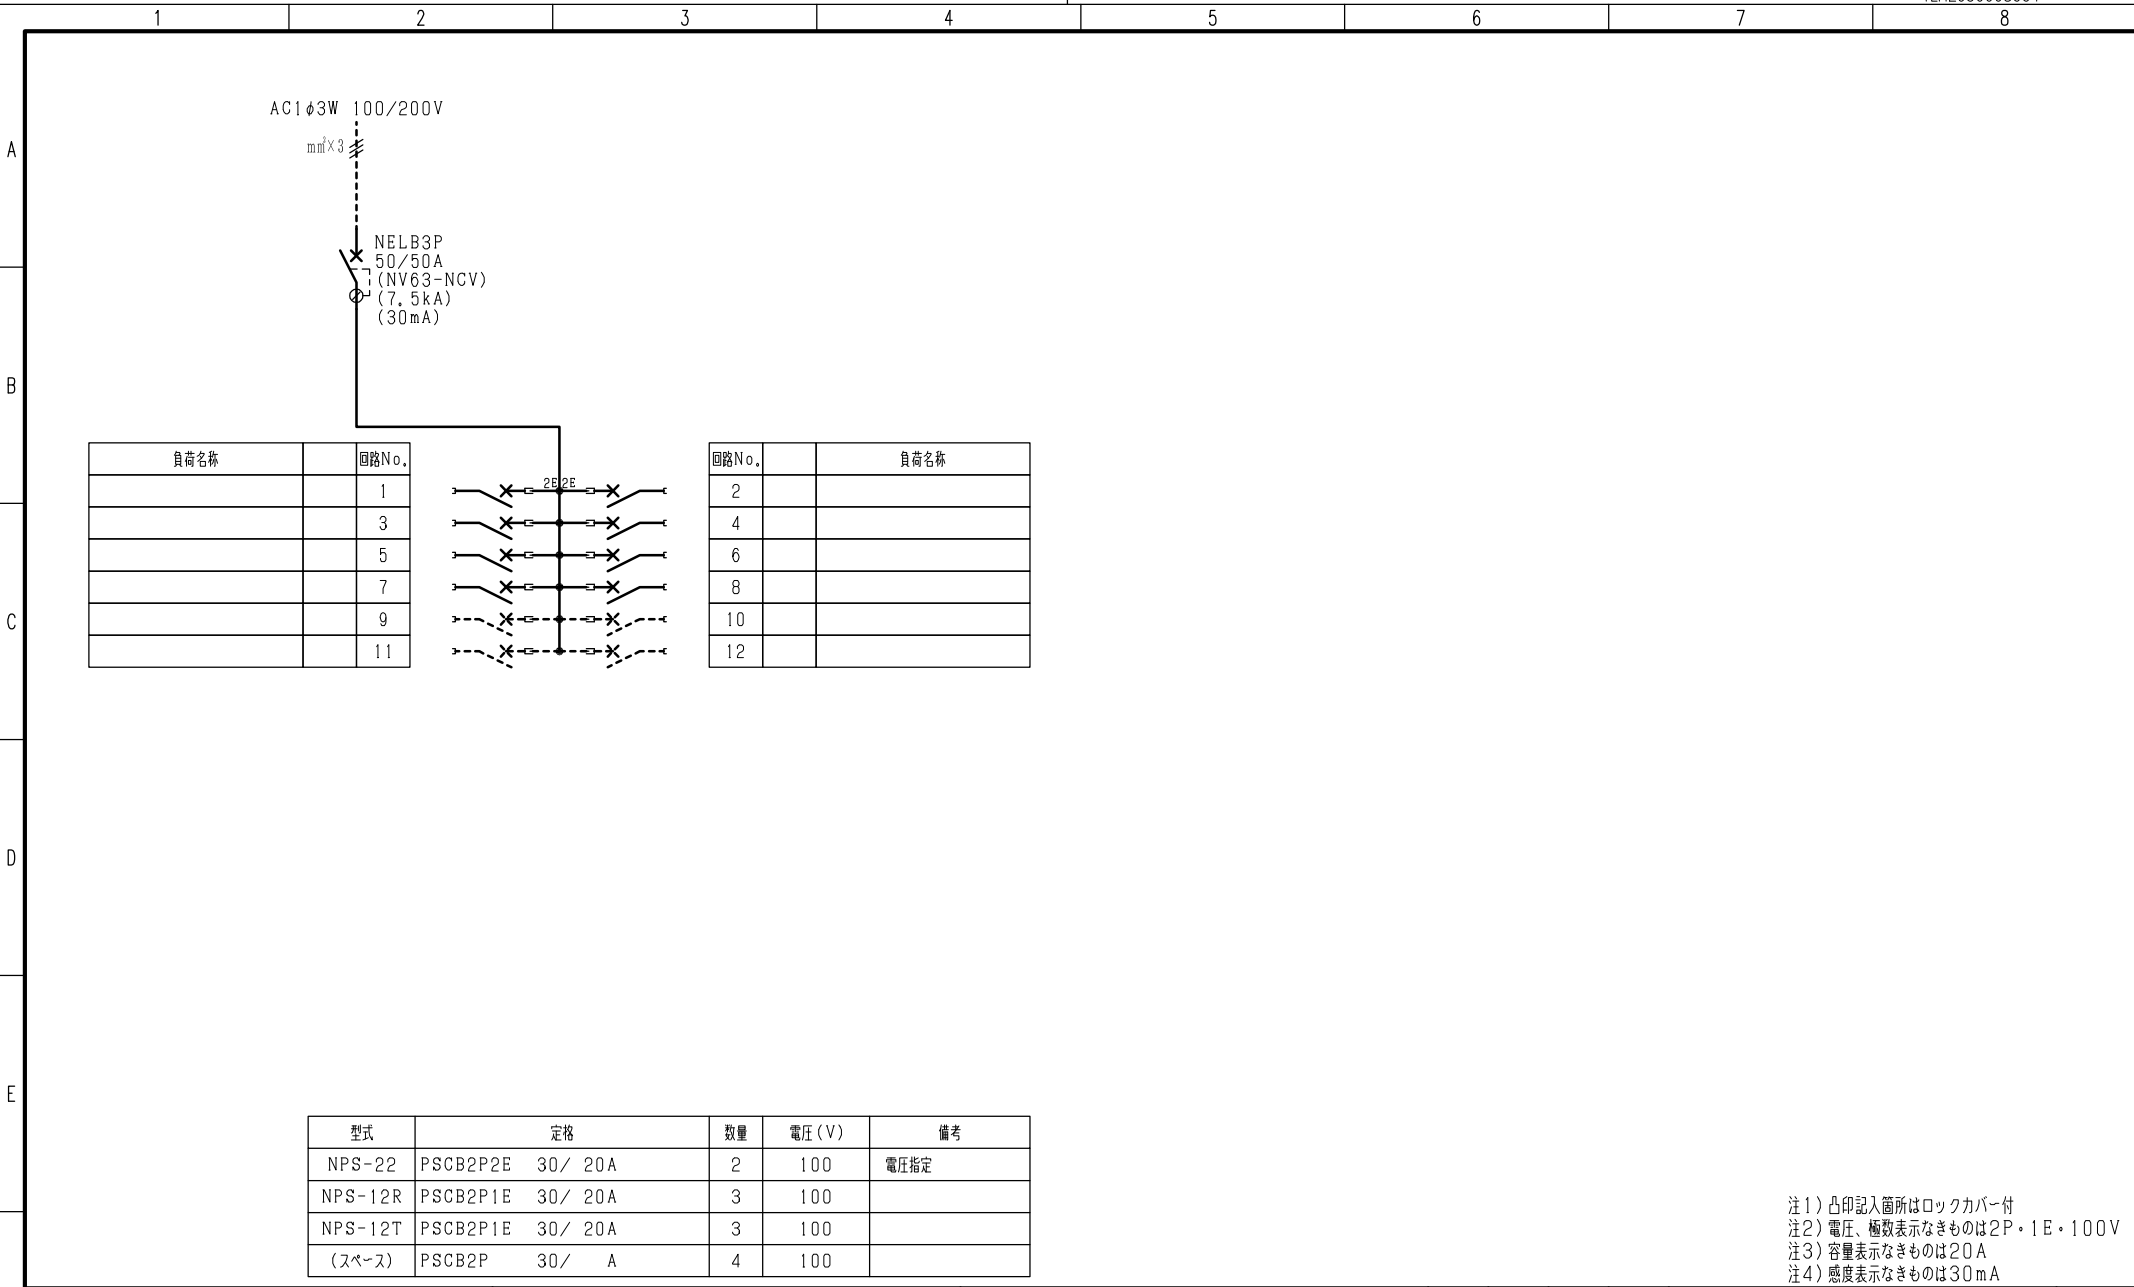 1 2 3 4 5 6 7 8
A
B
C
D
E
AC1φ3W 100/200V
mm²×3
NELB3P
50/50A
(NV63-NCV)
(7.5kA)
(30mA)
負荷名称 回路No.
1
3
5
7
9
11
2E 2E
回路No. 負荷名称
2
4
6
8
10
12
型式 定格 数量 電圧(V) 備考
NPS-22 PSCB2P2E 30/ 20A 2 100 電圧指定
NPS-12R PSCB2P1E 30/ 20A 3 100
NPS-12T PSCB2P1E 30/ 20A 3 100
(スペース) PSCB2P 30/ A 4 100
注1)凸印記入箇所はロックカバー付
注2)電圧、極数表示なきものは2P・1E・100V
注3)容量表示なきものは20A
注4)感度表示なきものは30mA